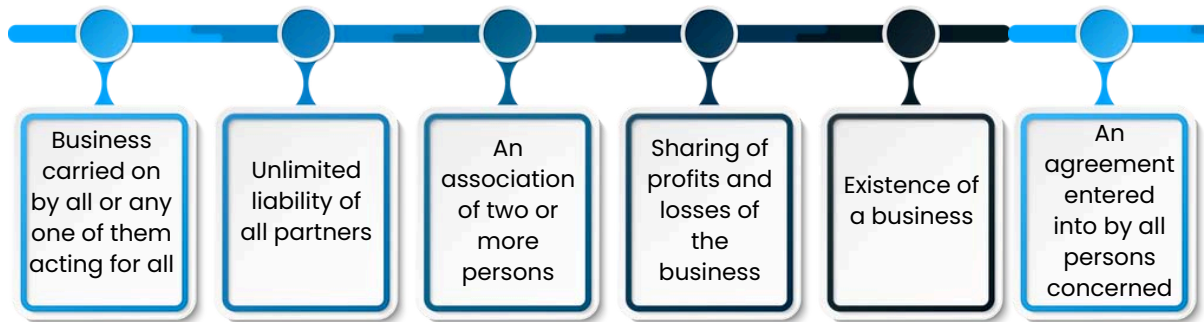 Business
carried on
by all or any
one of them
acting for all
Unlimited
liability of
all partners
An
association
of two or
more
persons
Sharing of
profits and
losses of
the
business
Existence of
a business
An
agreement
entered
into by all
persons
concerned